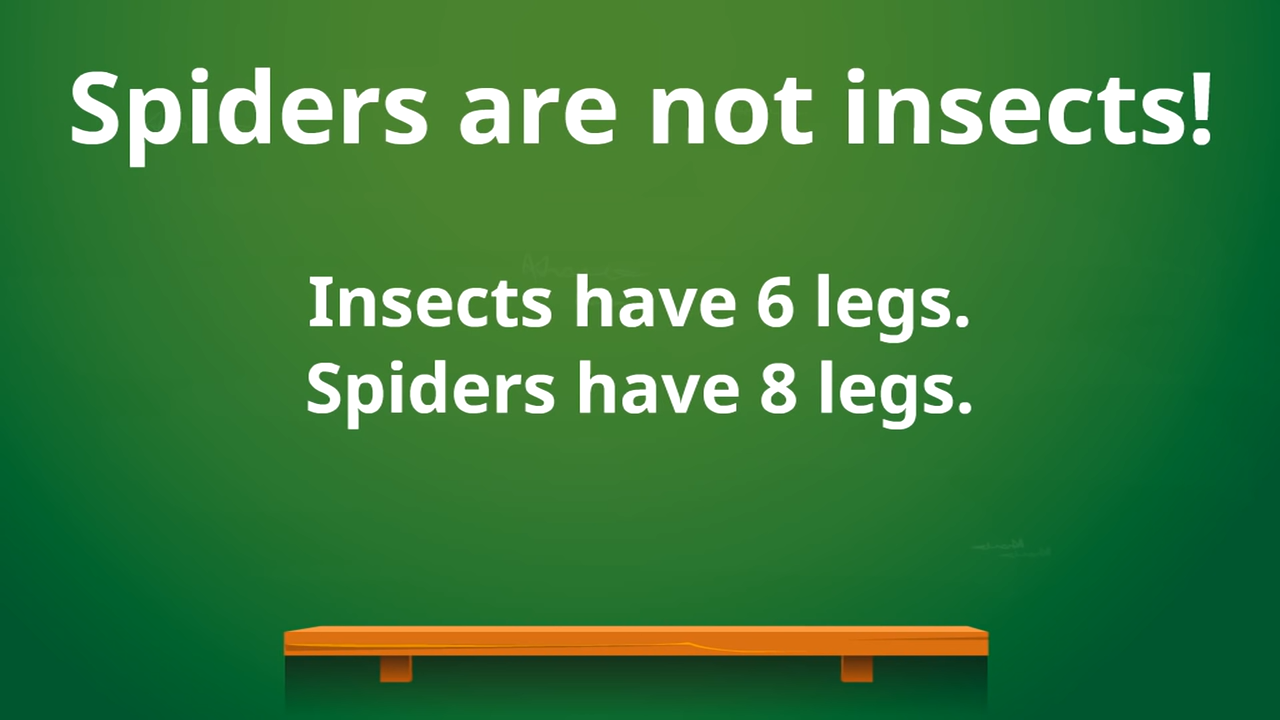 Spiders are not insects!
Insects have 6 legs.
Spiders have 8 legs.